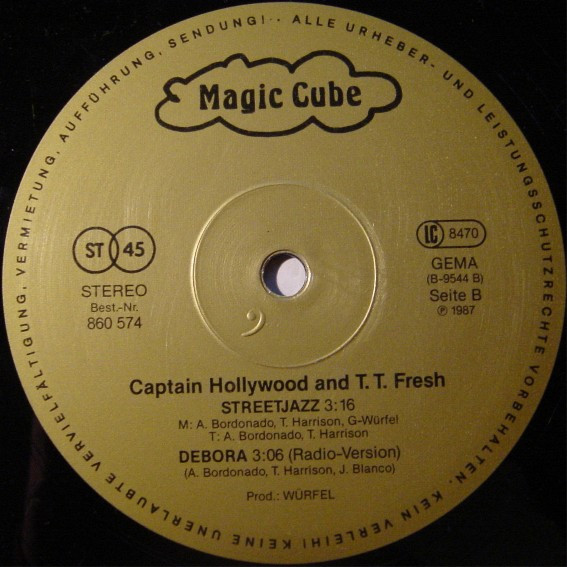 ALLE URHEBER- UND LEISTUNGSSCHUTZRECHTE VORBEHALTEN. KEIN VERLEIH! KEINE UNERLAUBTE VERVIELFÄLTIGUNG, VERMIETUNG, AUFFÜHRUNG, SENDUNG!
Magic Cube
ST 45
LC 8470
STEREO
GEMA
Best.-Nr.
(B-9544 B)
860 574
Seite B
℗ 1987
Captain Hollywood and T. T. Fresh
STREETJAZZ 3:16
M: A. Bordonado, T. Harrison, G-Würfel
T: A. Bordonado, T. Harrison
DEBORA 3:06 (Radio-Version)
(A. Bordonado, T. Harrison, J. Blanco)
Prod.: WÜRFEL